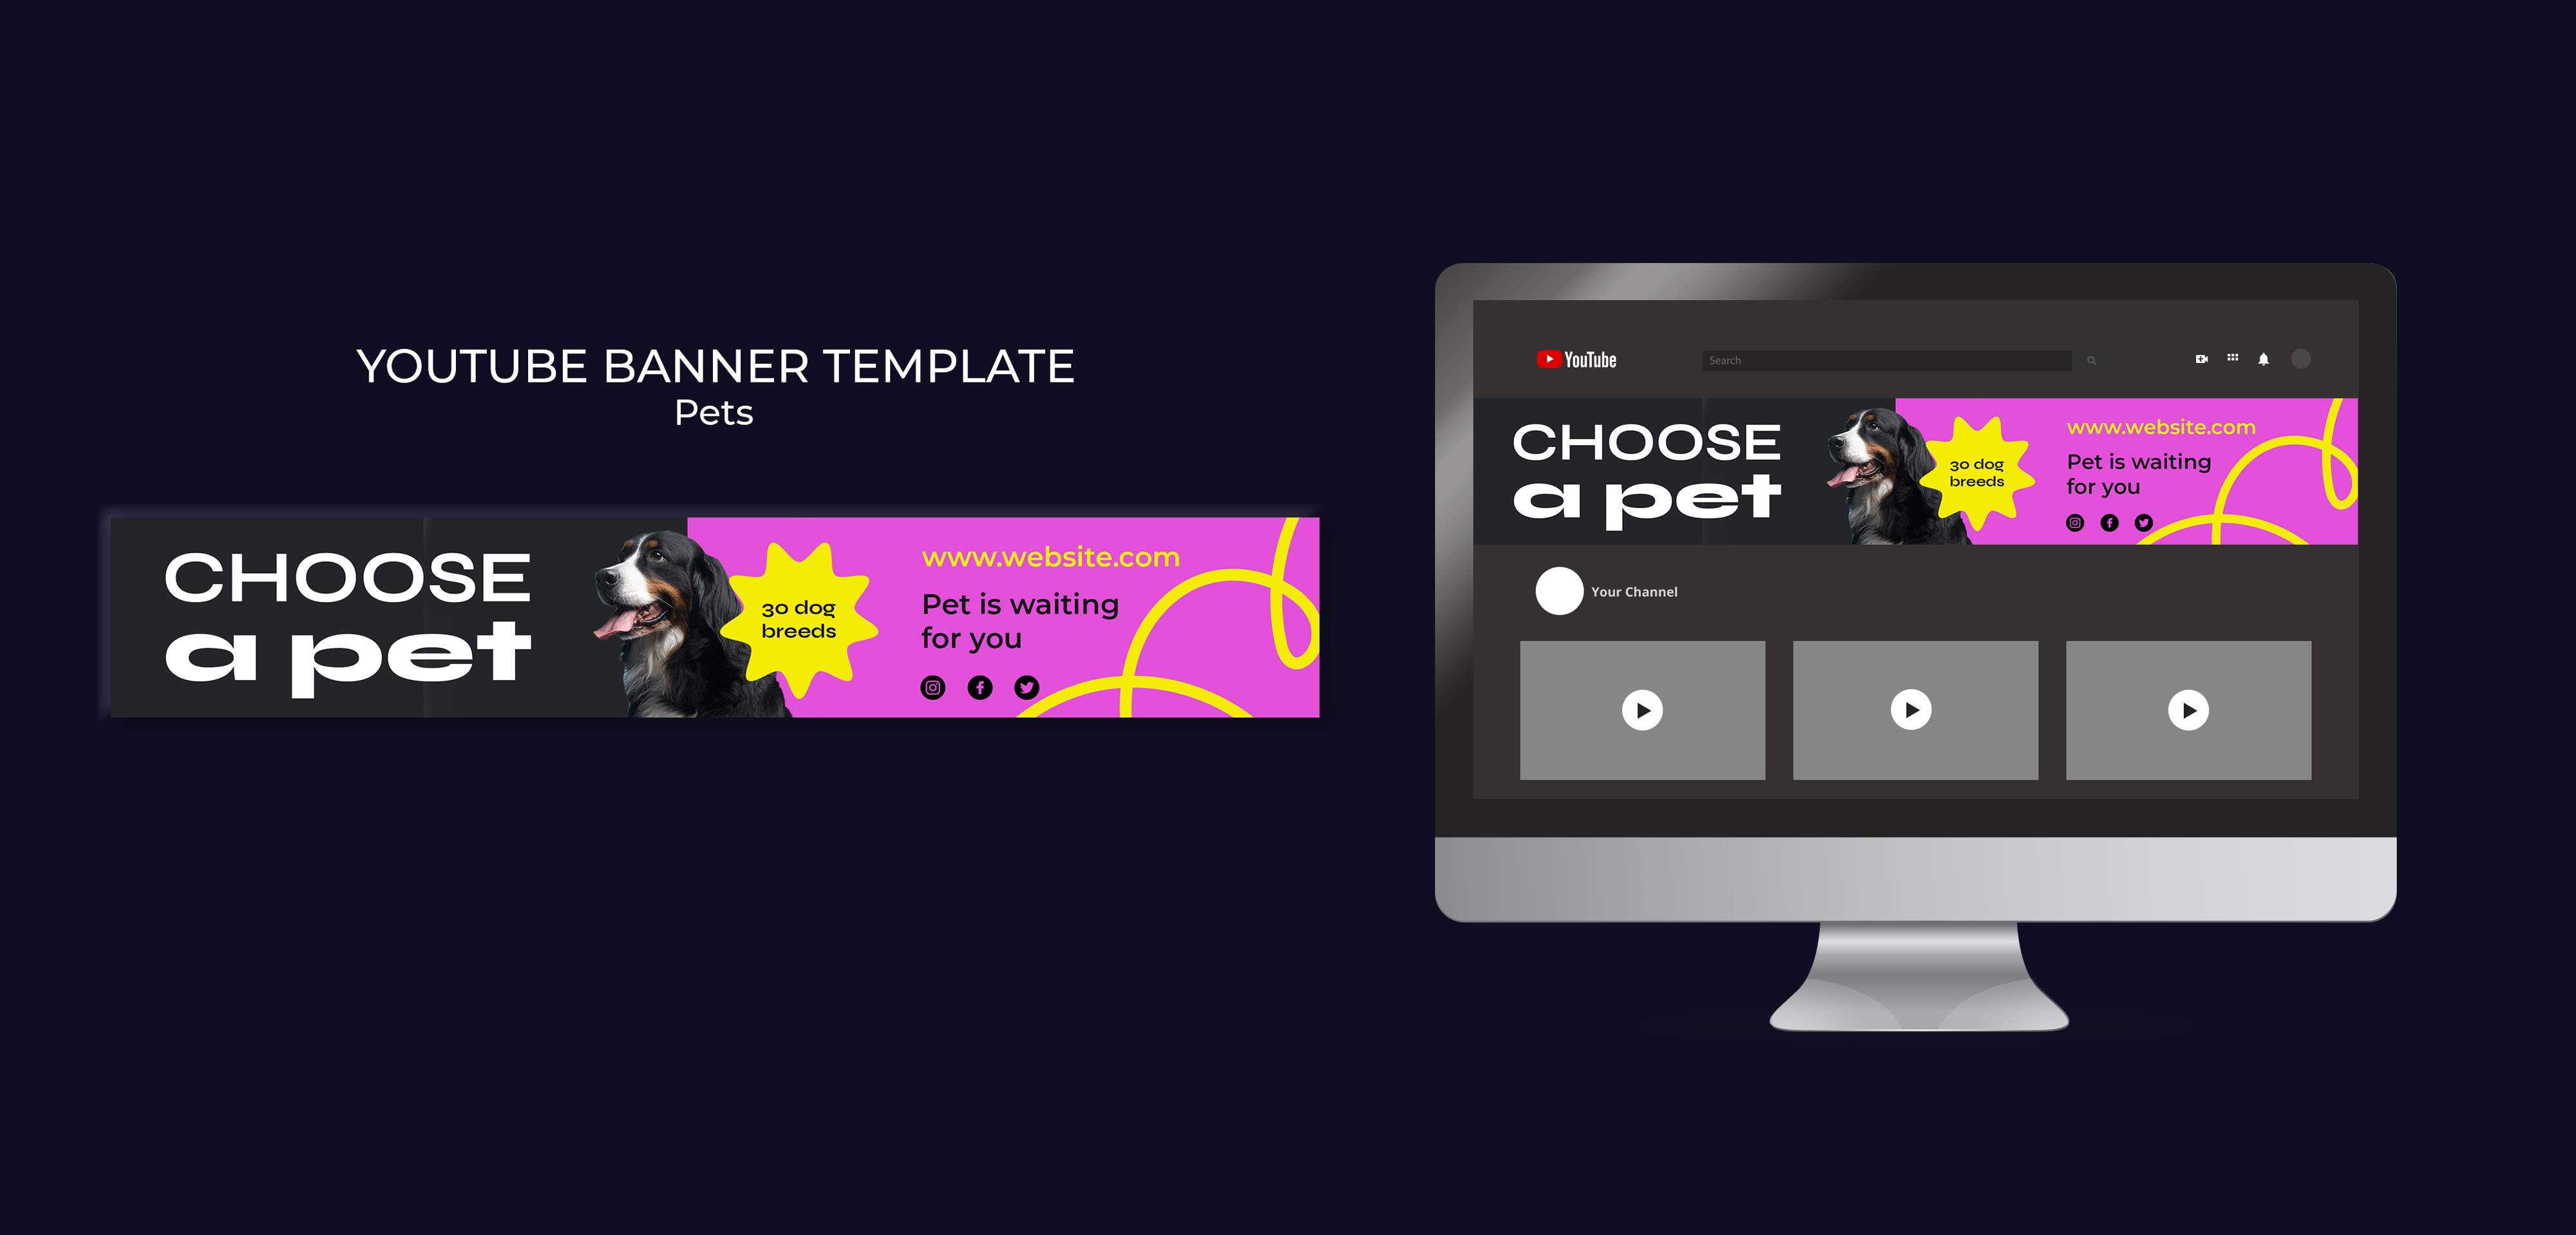 YOUTUBE BANNER TEMPLATE
Pets
CHOOSE
a pet
30 dog
breeds
www.website.com
Pet is waiting
for you
YouTube
Search
CHOOSE
a pet
30 dog
breeds
www.website.com
Pet is waiting
for you
Your Channel